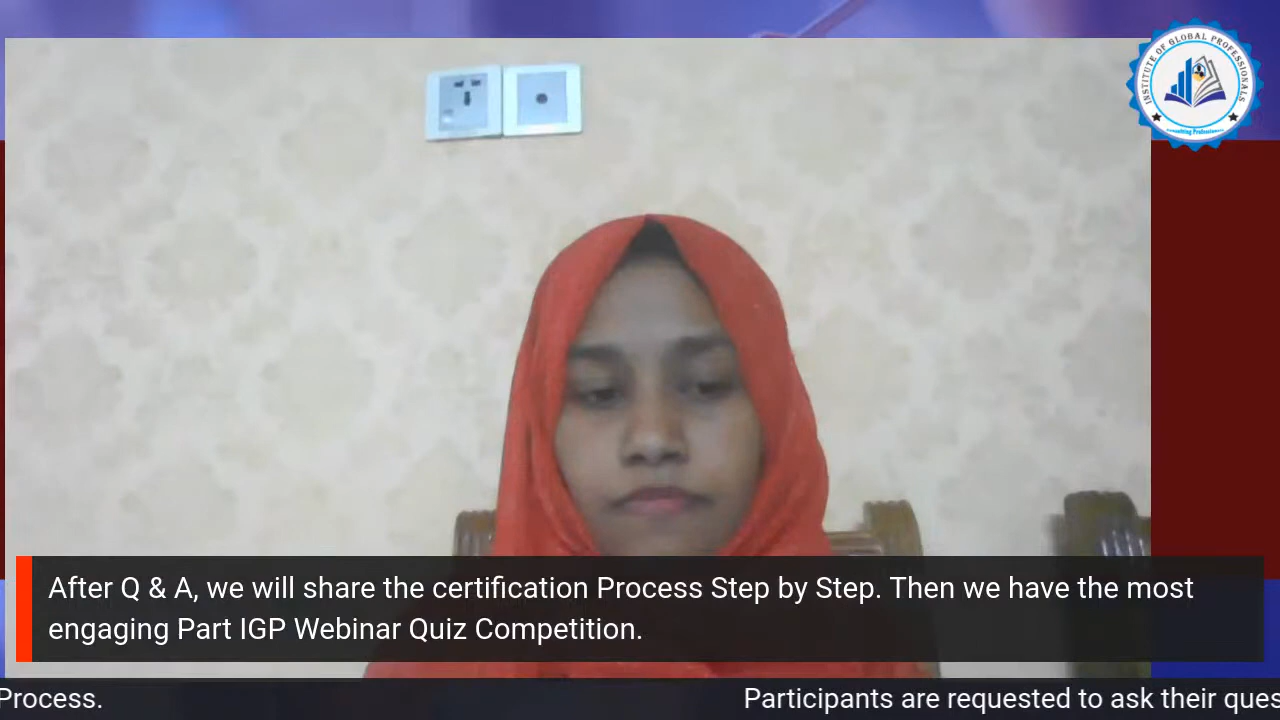 INSTITUTE OF GLOBAL PROFESSIONALS
After Q & A, we will share the certification Process Step by Step. Then we have the most
engaging Part IGP Webinar Quiz Competition.
Process.
Participants are requested to ask their ques